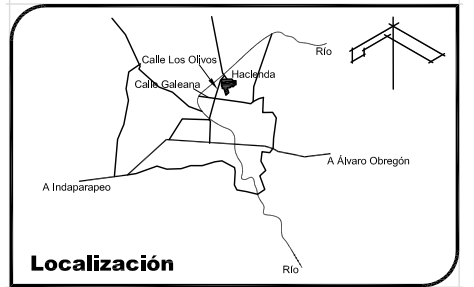 Río
Calle Los Olivos
Hacienda
Calle Galeana
A Álvaro Obregón
A Indaparapeo
Localización
Río